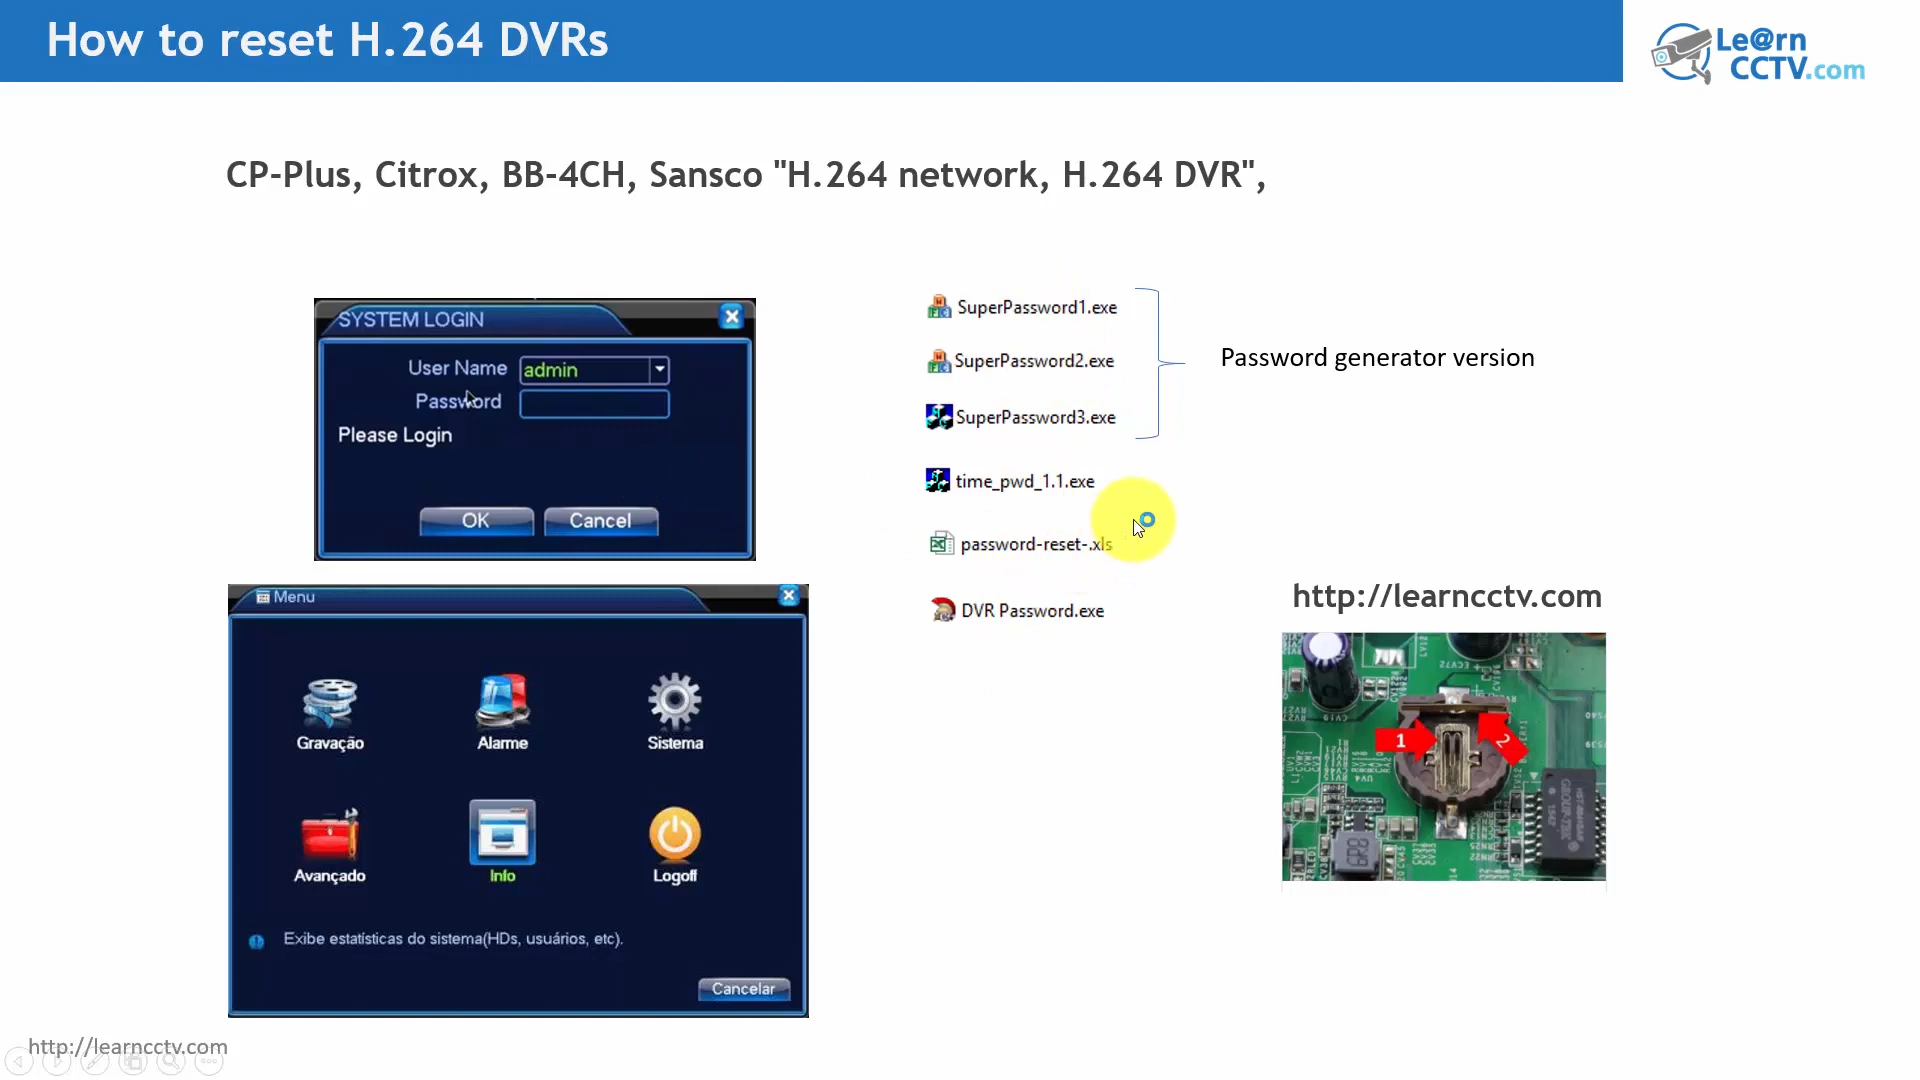 How to reset H.264 DVRs
Le@rn
CCTV.com
CP-Plus, Citrox, BB-4CH, Sansco "H.264 network, H.264 DVR",
SYSTEM LOGIN
User Name admin
Password
Please Login
OK Cancel
SuperPassword1.exe
SuperPassword2.exe
SuperPassword3.exe
Password generator version
time_pwd_1.1.exe
password-reset-.xls
DVR Password.exe
Menu
Gravação Alarme Sistema
Avançado Info Logoff
Exibe estatísticas do sistema(HDs, usuários, etc).
Cancelar
http://learncctv.com
1
2
6R8
http://learncctv.com